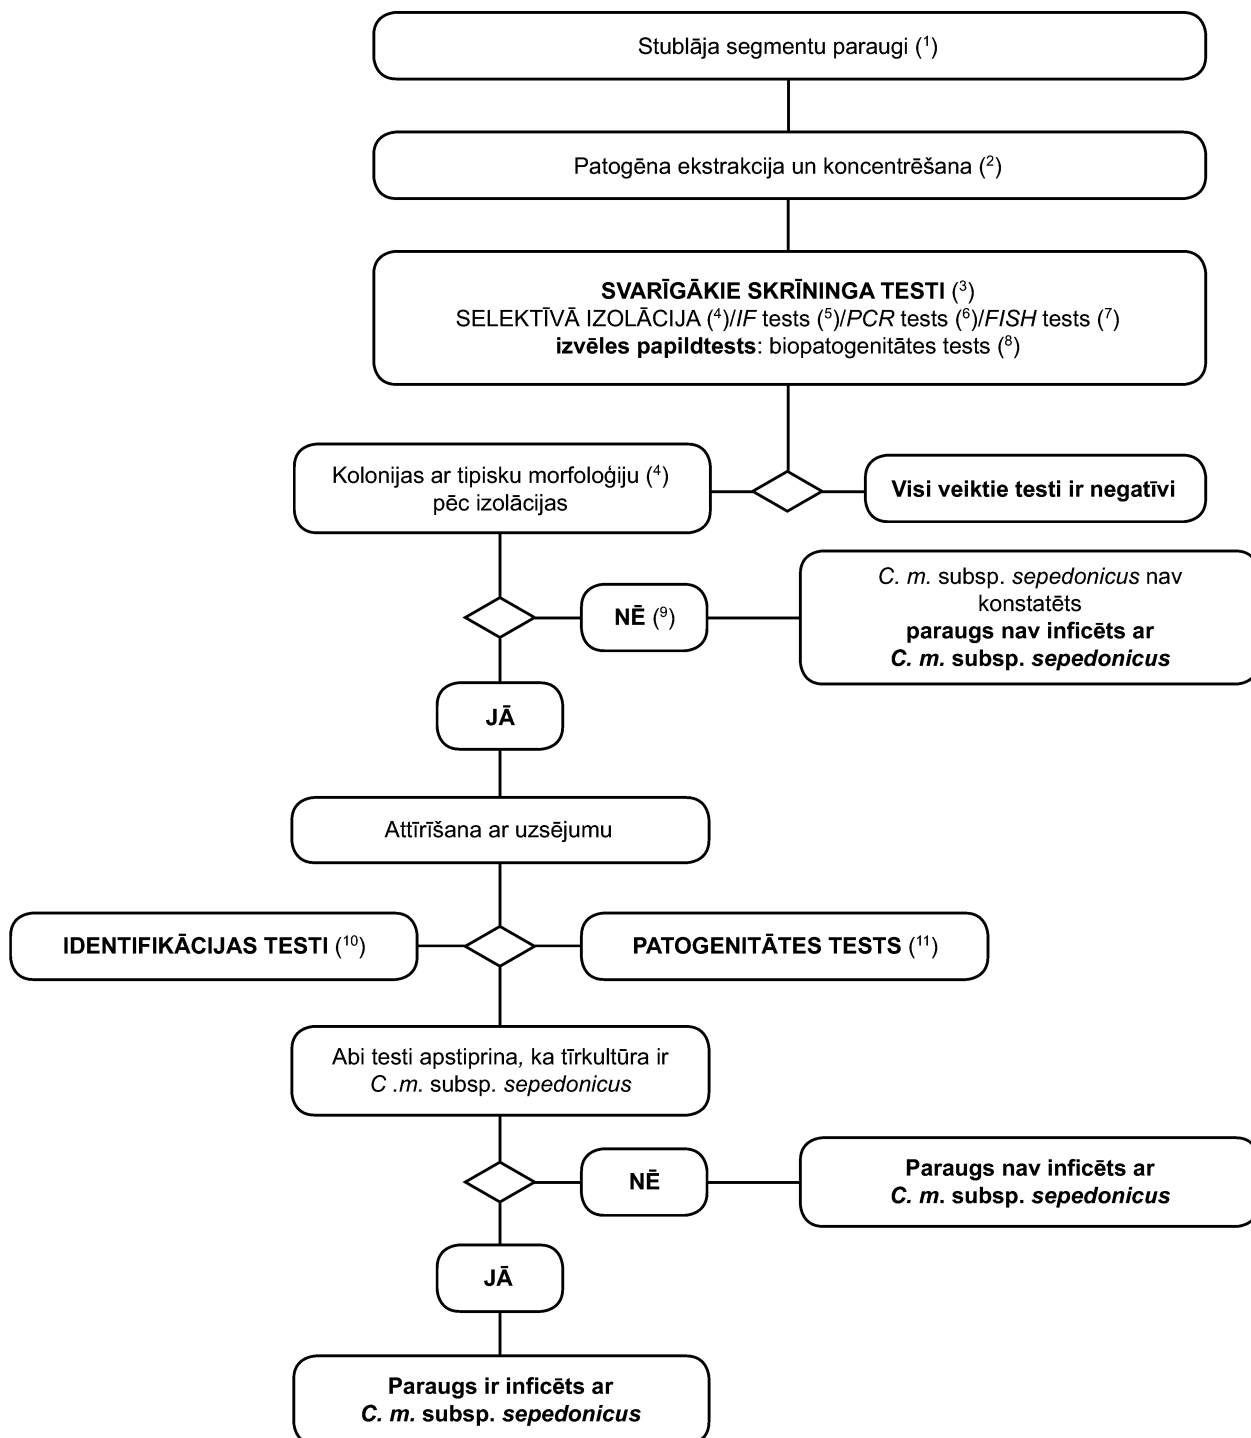 Stublāja segmentu paraugi (¹)
Patogēna ekstrakcija un koncentrēšana (²)
SVARĪGĀKIE SKRĪNINGA TESTI (³)
SELEKTĪVĀ IZOLĀCIJA (⁴)/IF tests (⁵)/PCR tests (⁶)/FISH tests (⁷)
izvēles papildtests: biopatogenitātes tests (⁸)
Kolonijas ar tipisku morfoloģiju (⁴)
pēc izolācijas
Visi veiktie testi ir negatīvi
C. m. subsp. sepedonicus nav
konstatēts
paraugs nav inficēts ar
C. m. subsp. sepedonicus
NĒ (⁹)
JĀ
Attīrīšana ar uzsējumu
IDENTIFIKĀCIJAS TESTI (¹⁰)
PATOGENITĀTES TESTS (¹¹)
Abi testi apstiprina, ka tīrkultūra ir
C .m. subsp. sepedonicus
NĒ
Paraugs nav inficēts ar
C. m. subsp. sepedonicus
JĀ
Paraugs ir inficēts ar
C. m. subsp. sepedonicus